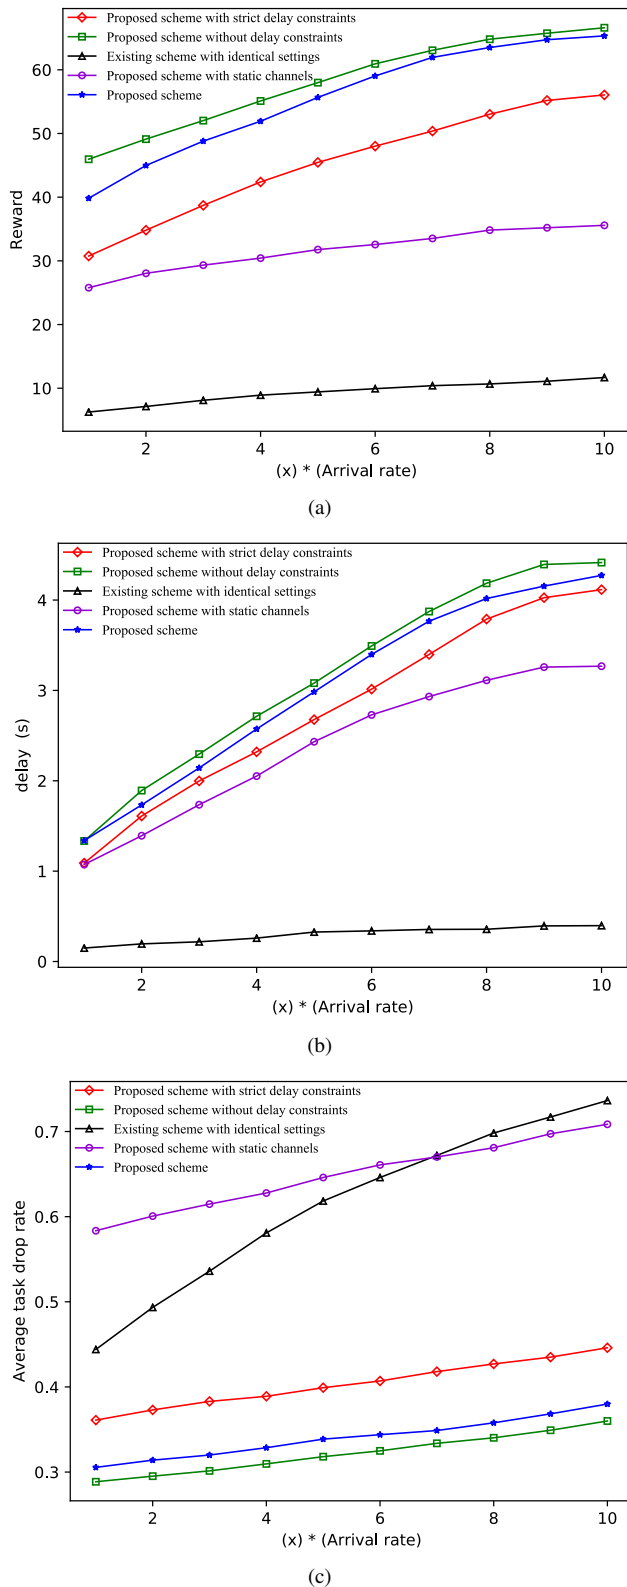 Proposed scheme with strict delay constraints
Proposed scheme without delay constraints
Existing scheme with identical settings
Proposed scheme with static channels
Proposed scheme
60
50
40
30
20
10
Reward
2 4 6 8 10
(x) * (Arrival rate)
(a)
Proposed scheme with strict delay constraints
Proposed scheme without delay constraints
Existing scheme with identical settings
Proposed scheme with static channels
Proposed scheme
4
3
2
1
0
delay (s)
2 4 6 8 10
(x) * (Arrival rate)
(b)
Proposed scheme with strict delay constraints
Proposed scheme without delay constraints
Existing scheme with identical settings
Proposed scheme with static channels
Proposed scheme
0.7
0.6
0.5
0.4
0.3
Average task drop rate
2 4 6 8 10
(x) * (Arrival rate)
(c)